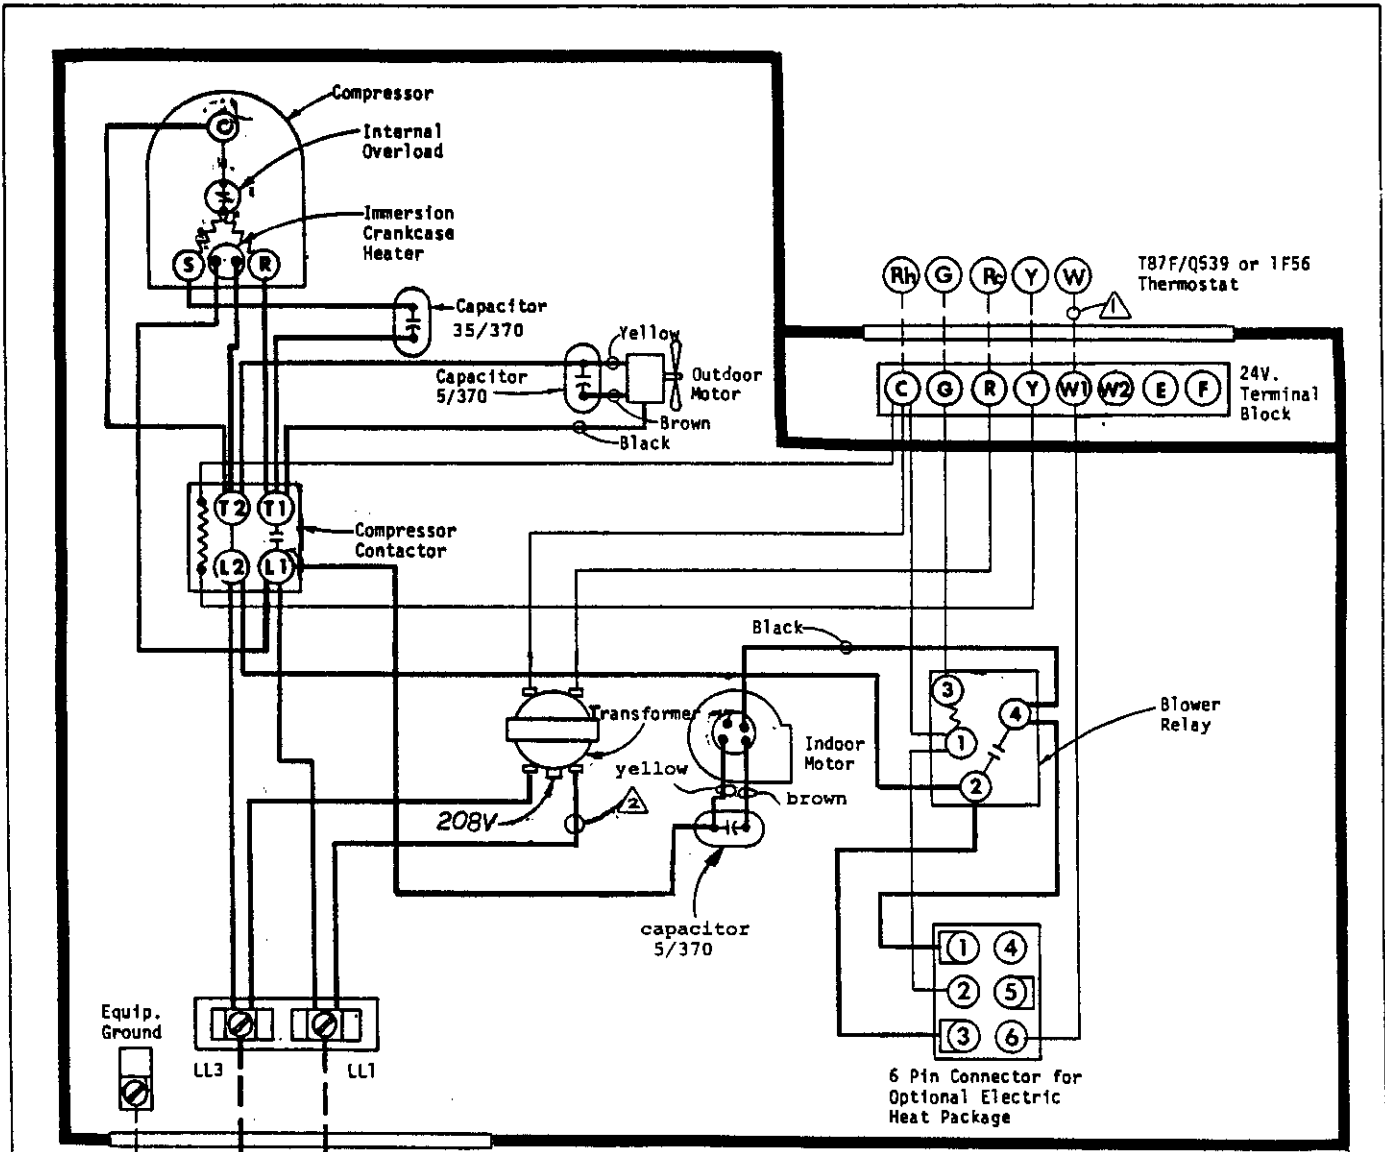 Compressor
Internal
Overload
Immersion
Crankcase
Heater
C
S
R
Capacitor
35/370
Yellow
Capacitor
5/370
Outdoor
Motor
Brown
Black
Rh G Rc Y W
1
T87F/Q539 or 1F56
Thermostat
C G R Y W1 W2 E F
24V.
Terminal
Block
T2 T1
L2 L1
Compressor
Contactor
Black
3
4
1
2
Blower
Relay
Transformer
Indoor
Motor
yellow
brown
208V
2
capacitor
5/370
1 4
2 5
3 6
6 Pin Connector for
Optional Electric
Heat Package
Equip.
Ground
LL3
LL1